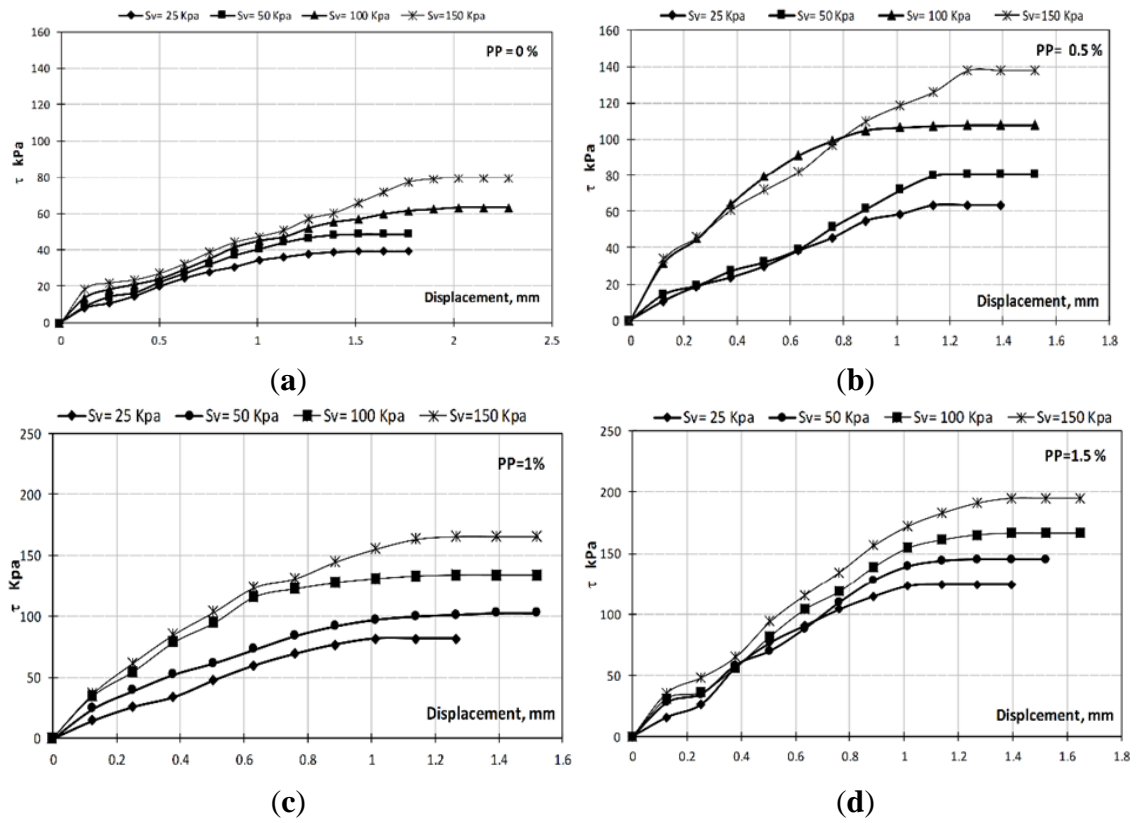 Sv= 25 Kpa Sv= 50 Kpa Sv= 100 Kpa Sv=150 Kpa
PP = 0 %
160
140
120
100
80
60
40
20
0
τ kPa
Displacement, mm
0 0.5 1 1.5 2 2.5
(a)
Sv= 25 Kpa Sv= 50 Kpa Sv= 100 Kpa Sv=150 Kpa
PP= 0.5 %
160
140
120
100
80
60
40
20
0
τ kPa
Displacement, mm
0 0.2 0.4 0.6 0.8 1 1.2 1.4 1.6 1.8
(b)
Sv= 25 Kpa Sv= 50 Kpa Sv= 100 Kpa Sv=150 Kpa
PP=1%
250
200
150
100
50
0
τ Kpa
Displacement, mm
0 0.2 0.4 0.6 0.8 1 1.2 1.4 1.6
(c)
Sv= 25 Kpa Sv= 50 Kpa Sv= 100 Kpa Sv=150 Kpa
PP=1.5 %
250
200
150
100
50
0
τ kPa
Displcement, mm
0 0.2 0.4 0.6 0.8 1 1.2 1.4 1.6 1.8
(d)